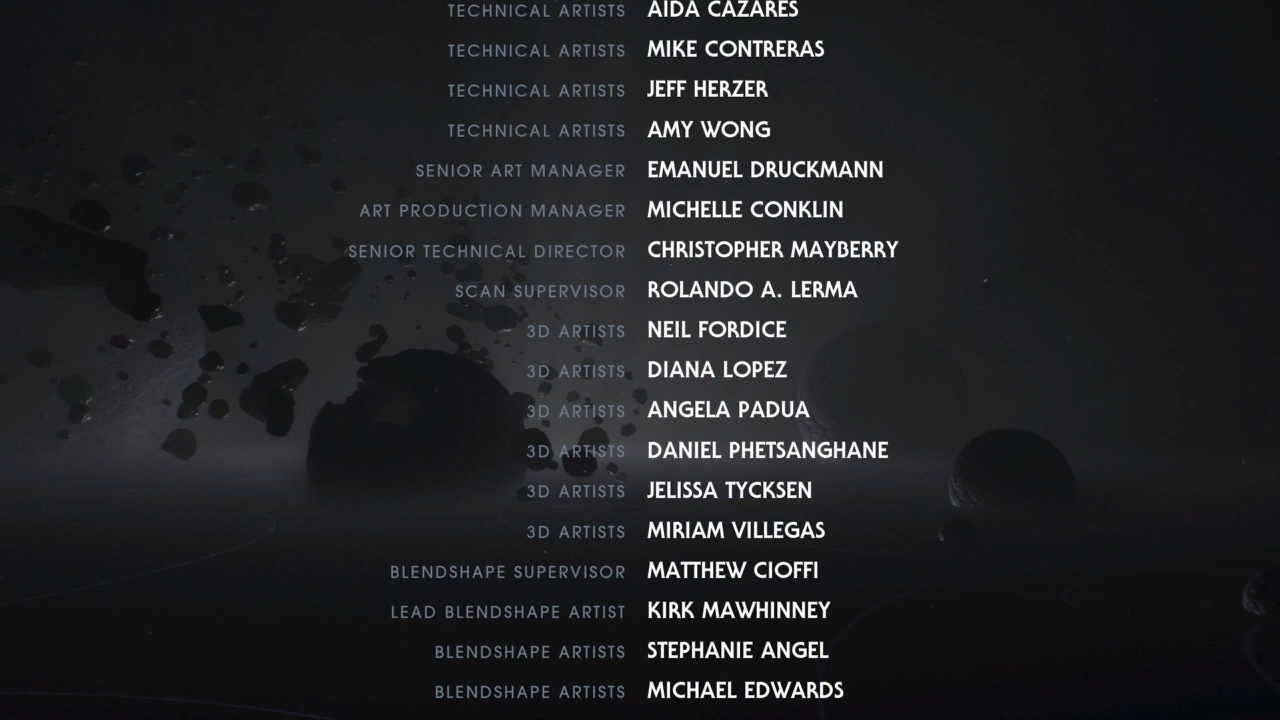 TECHNICAL ARTISTS AIDA CAZARES
TECHNICAL ARTISTS MIKE CONTRERAS
TECHNICAL ARTISTS JEFF HERZER
TECHNICAL ARTISTS AMY WONG
SENIOR ART MANAGER EMANUEL DRUCKMANN
ART PRODUCTION MANAGER MICHELLE CONKLIN
SENIOR TECHNICAL DIRECTOR CHRISTOPHER MAYBERRY
SCAN SUPERVISOR ROLANDO A. LERMA
3D ARTISTS NEIL FORDICE
3D ARTISTS DIANA LOPEZ
3D ARTISTS ANGELA PADUA
3D ARTISTS DANIEL PHETSANGHANE
3D ARTISTS JELISSA TYCKSEN
3D ARTISTS MIRIAM VILLEGAS
BLENDSHAPE SUPERVISOR MATTHEW CIOFFI
LEAD BLENDSHAPE ARTIST KIRK MAWHINNEY
BLENDSHAPE ARTISTS STEPHANIE ANGEL
BLENDSHAPE ARTISTS MICHAEL EDWARDS